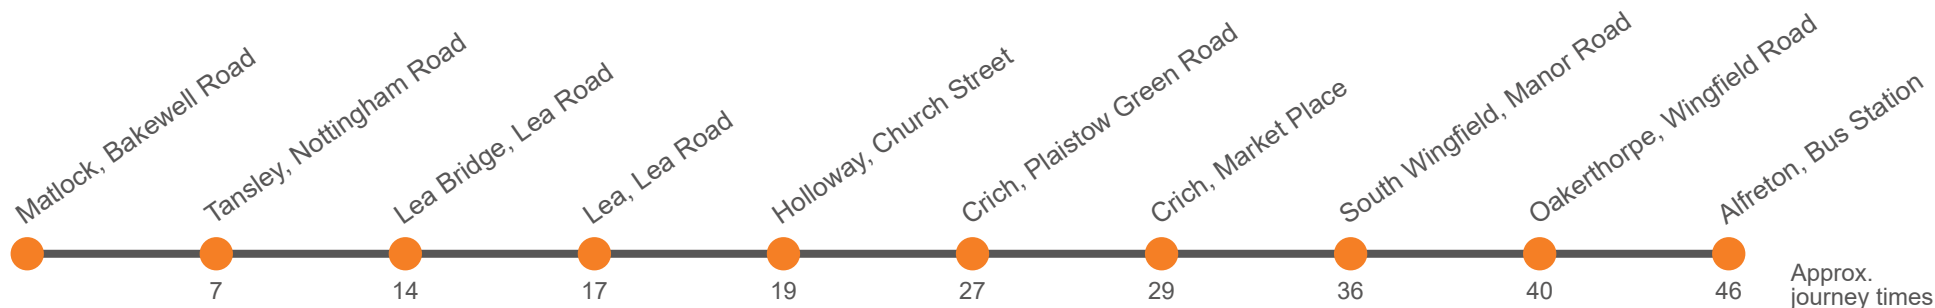 Matlock, Bakewell Road
Tansley, Nottingham Road
Lea Bridge, Lea Road
Lea, Lea Road
Holloway, Church Street
Crich, Plaistow Green Road
Crich, Market Place
South Wingfield, Manor Road
Oakerthorpe, Wingfield Road
Alfreton, Bus Station
7
14
17
19
27
29
36
40
46
Approx.
journey times